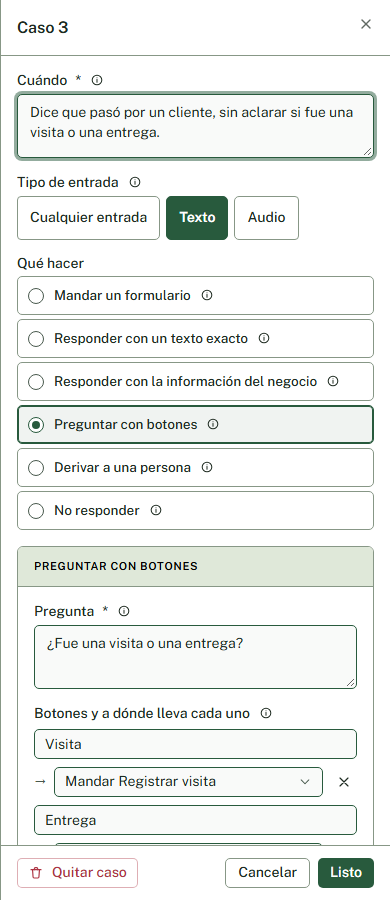 Caso 3
Cuándo *
Dice que pasó por un cliente, sin aclarar si fue una
visita o una entrega.
Tipo de entrada
Cualquier entrada
Texto
Audio
Qué hacer
Mandar un formulario
Responder con un texto exacto
Responder con la información del negocio
Preguntar con botones
Derivar a una persona
No responder
PREGUNTAR CON BOTONES
Pregunta *
¿Fue una visita o una entrega?
Botones y a dónde lleva cada uno
Visita
→ Mandar Registrar visita
Entrega
Quitar caso
Cancelar
Listo